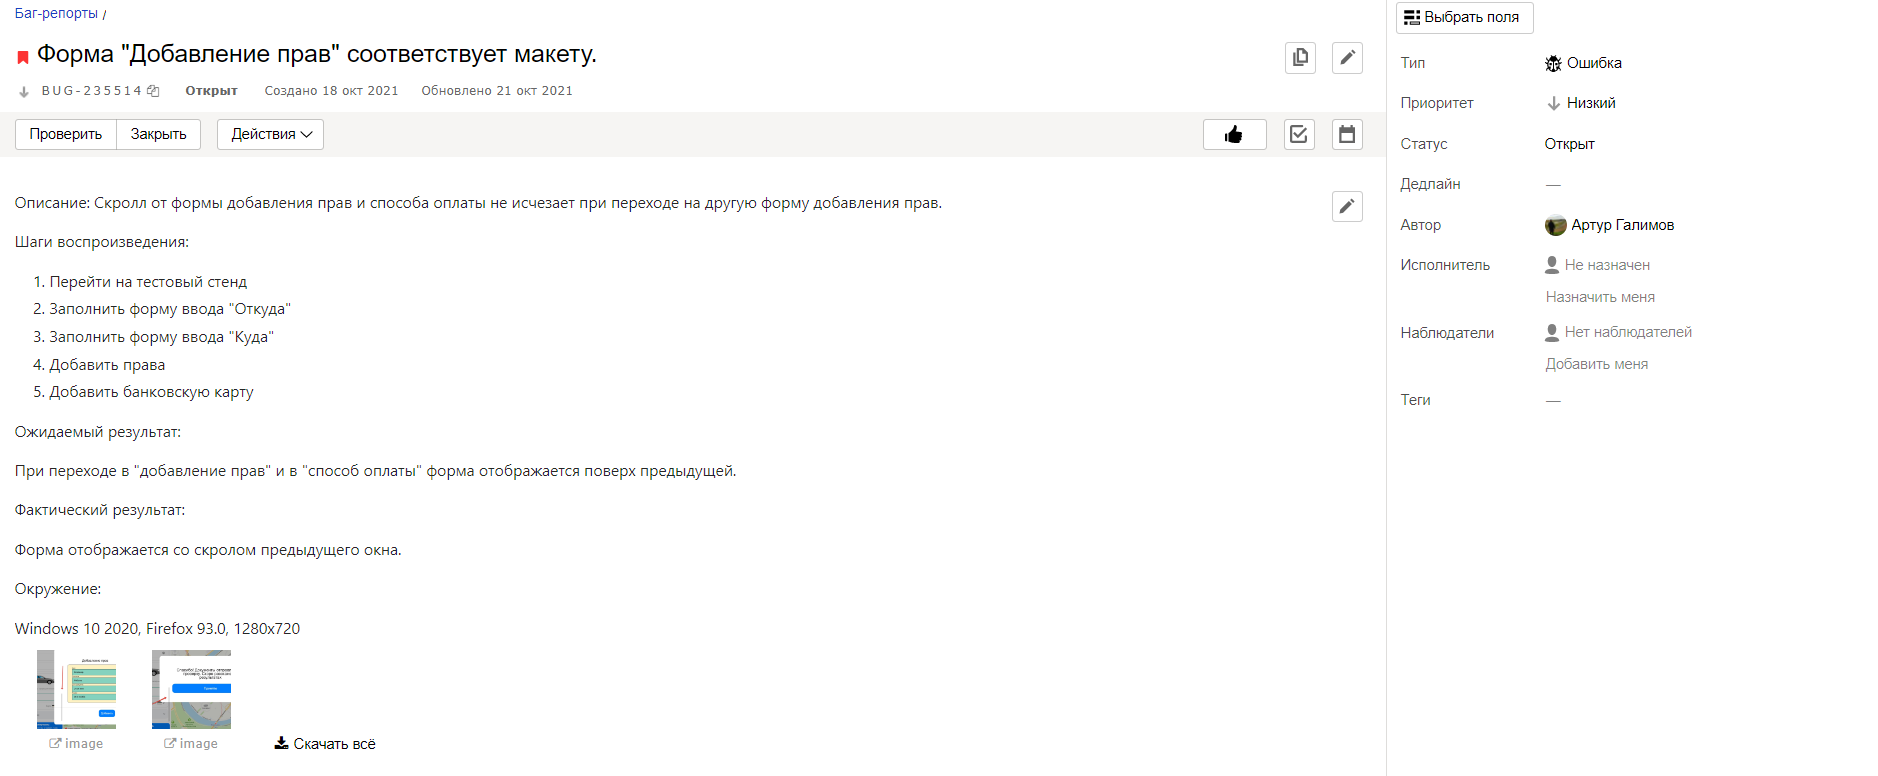 Баг-репорты /
Форма "Добавление прав" соответствует макету.
BUG-235514 Открыт Создано 18 окт 2021 Обновлено 21 окт 2021
Проверить Закрыть Действия
Описание: Скролл от формы добавления прав и способа оплаты не исчезает при переходе на другую форму добавления прав.
Шаги воспроизведения:
1. Перейти на тестовый стенд
2. Заполнить форму ввода "Откуда"
3. Заполнить форму ввода "Куда"
4. Добавить права
5. Добавить банковскую карту
Ожидаемый результат:
При переходе в "добавление прав" и в "способ оплаты" форма отображается поверх предыдущей.
Фактический результат:
Форма отображается со скролом предыдущего окна.
Окружение:
Windows 10 2020, Firefox 93.0, 1280x720
Добавление прав
image image Скачать всё
Выбрать поля
Тип Ошибка
Приоритет Низкий
Статус Открыт
Дедлайн —
Автор Артур Галимов
Исполнитель Не назначен
Назначить меня
Наблюдатели Нет наблюдателей
Добавить меня
Теги —